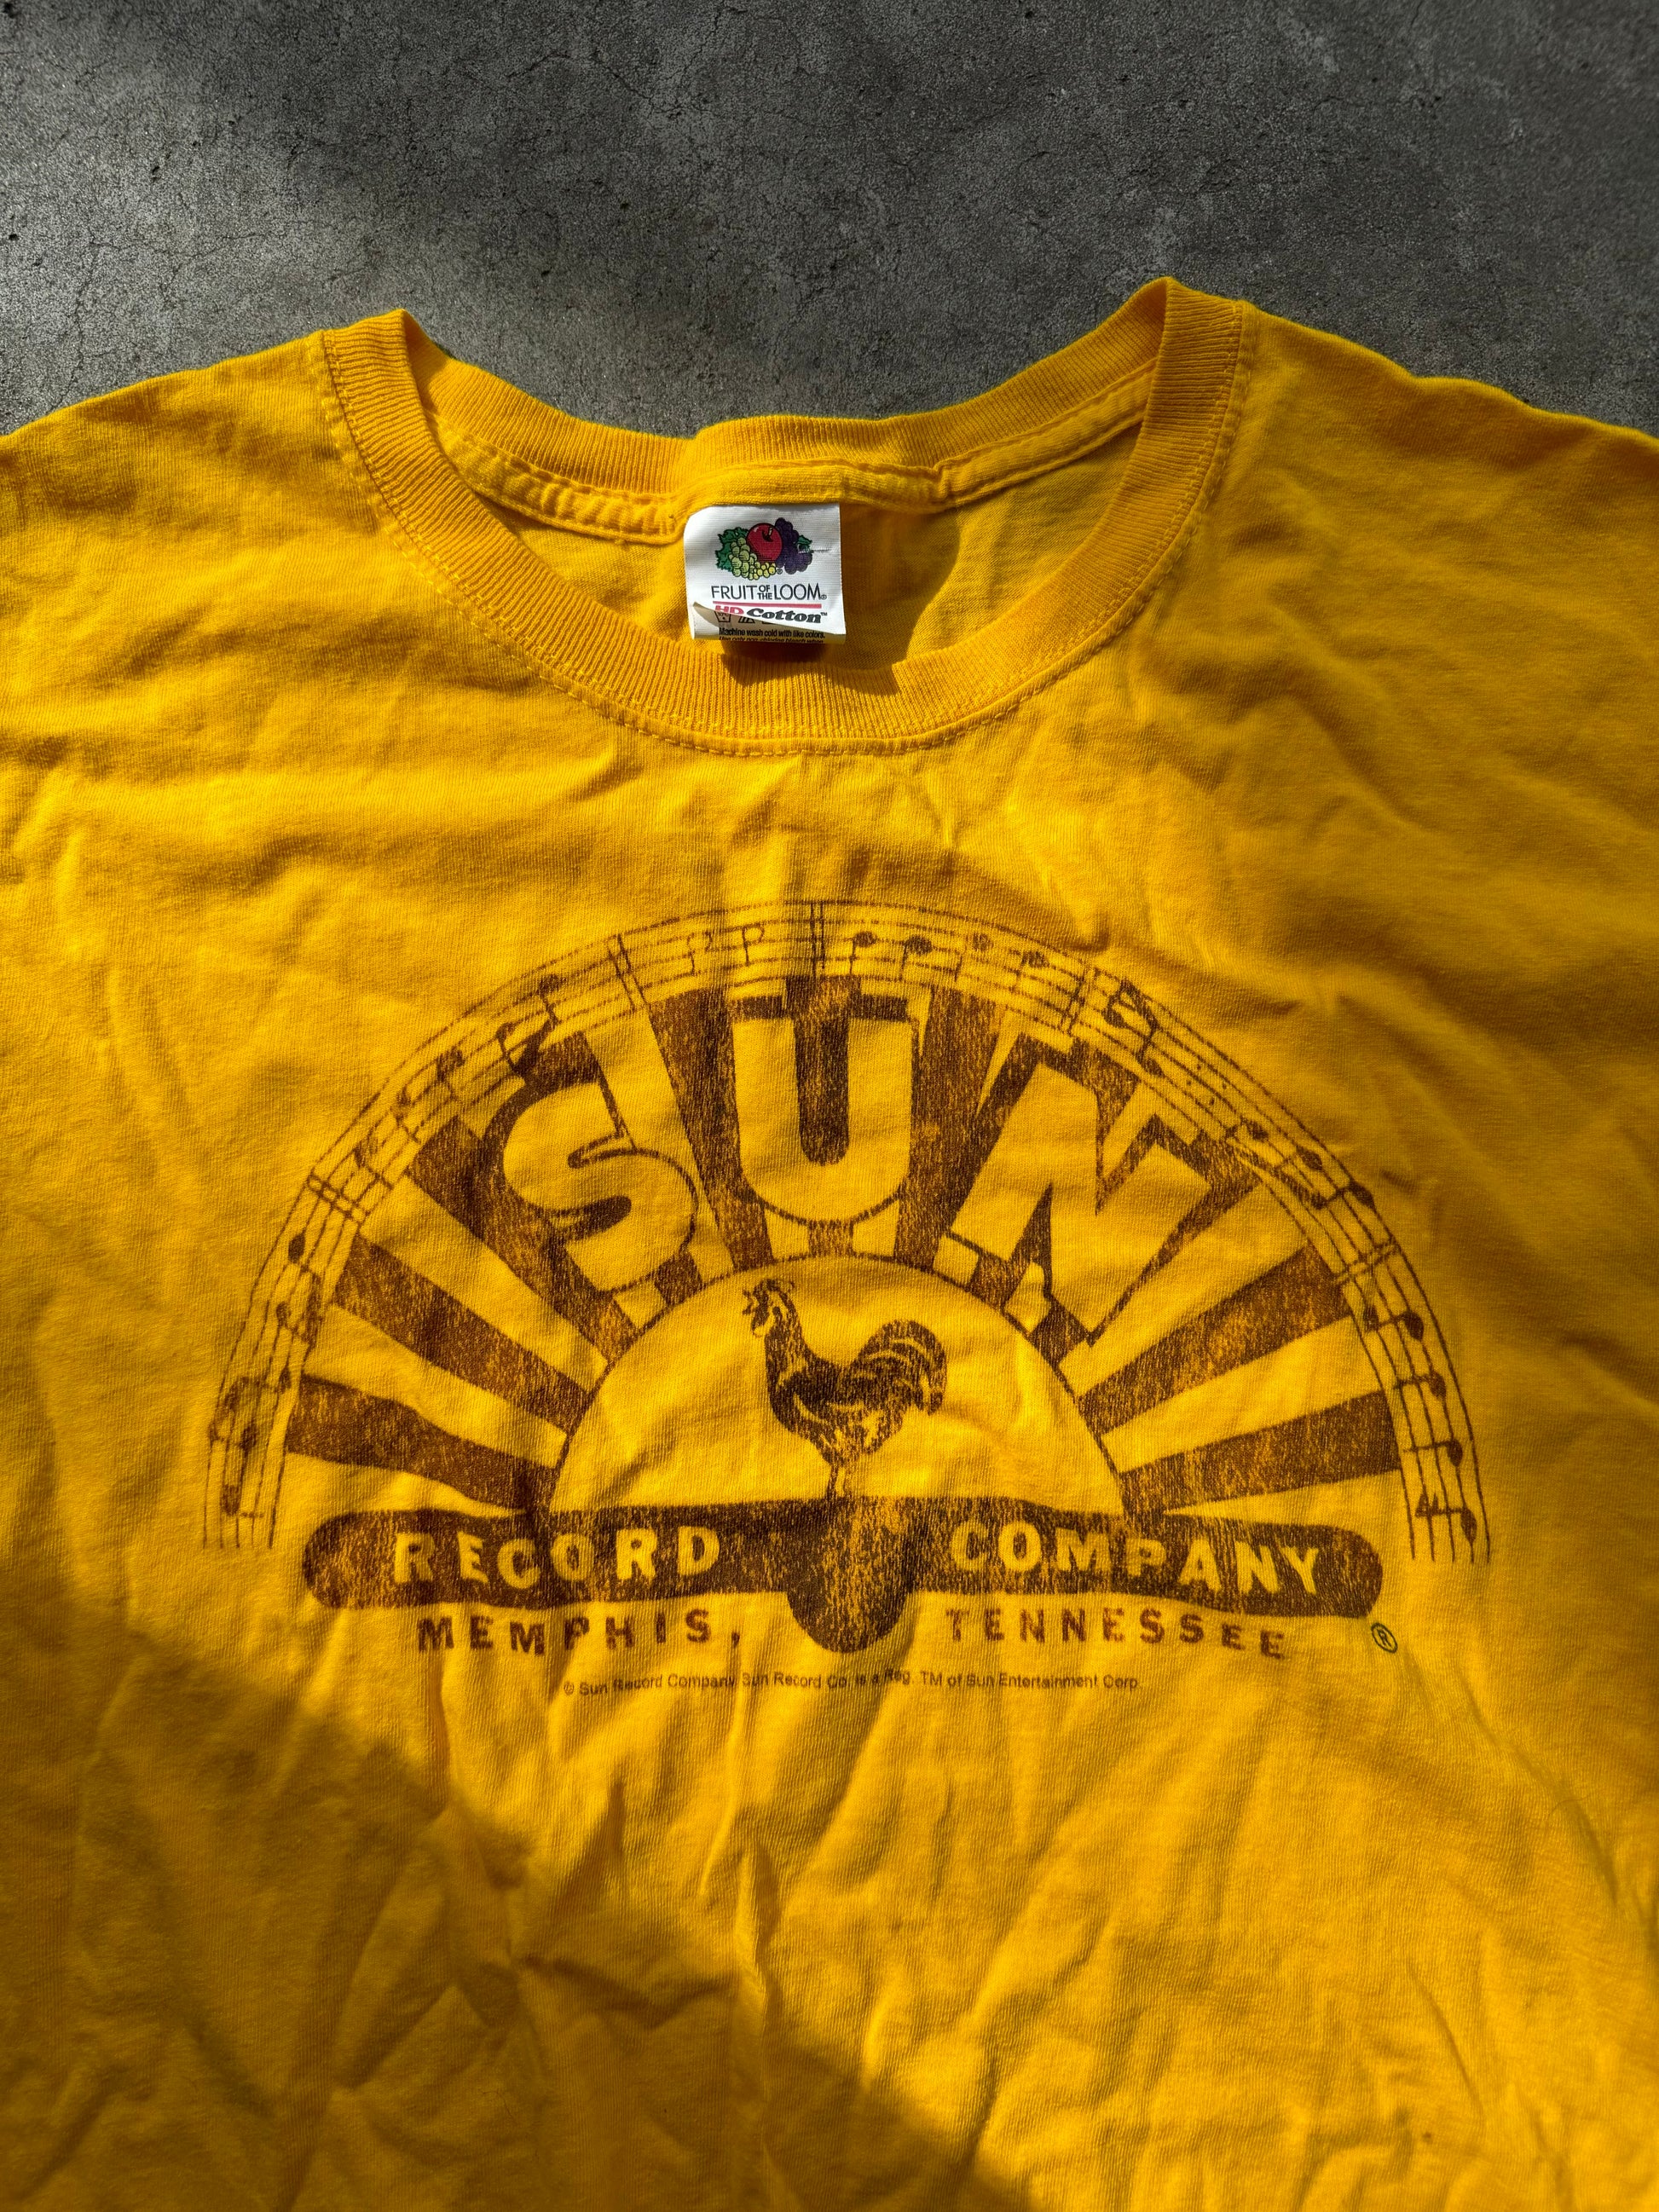 FRUIT OF THE LOOM®
HD Cotton™
Machine wash cold with like colors.
SUN
RECORD COMPANY
MEMPHIS, TENNESSEE ®
© Sun Record Company. Sun Record Co. is a Reg. TM of Sun Entertainment Corp.